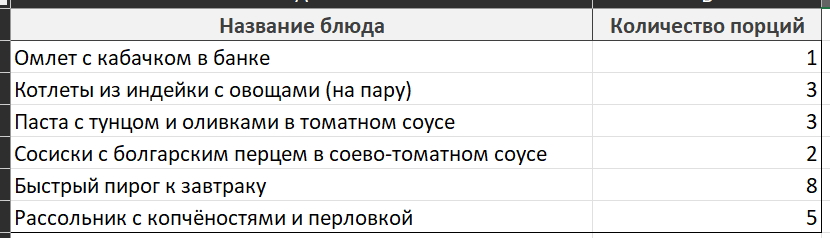 Название блюда Количество порций
Омлет с кабачком в банке 1
Котлеты из индейки с овощами (на пару) 3
Паста с тунцом и оливками в томатном соусе 3
Сосиски с болгарским перцем в соево-томатном соусе 2
Быстрый пирог к завтраку 8
Рассольник с копчёностями и перловкой 5